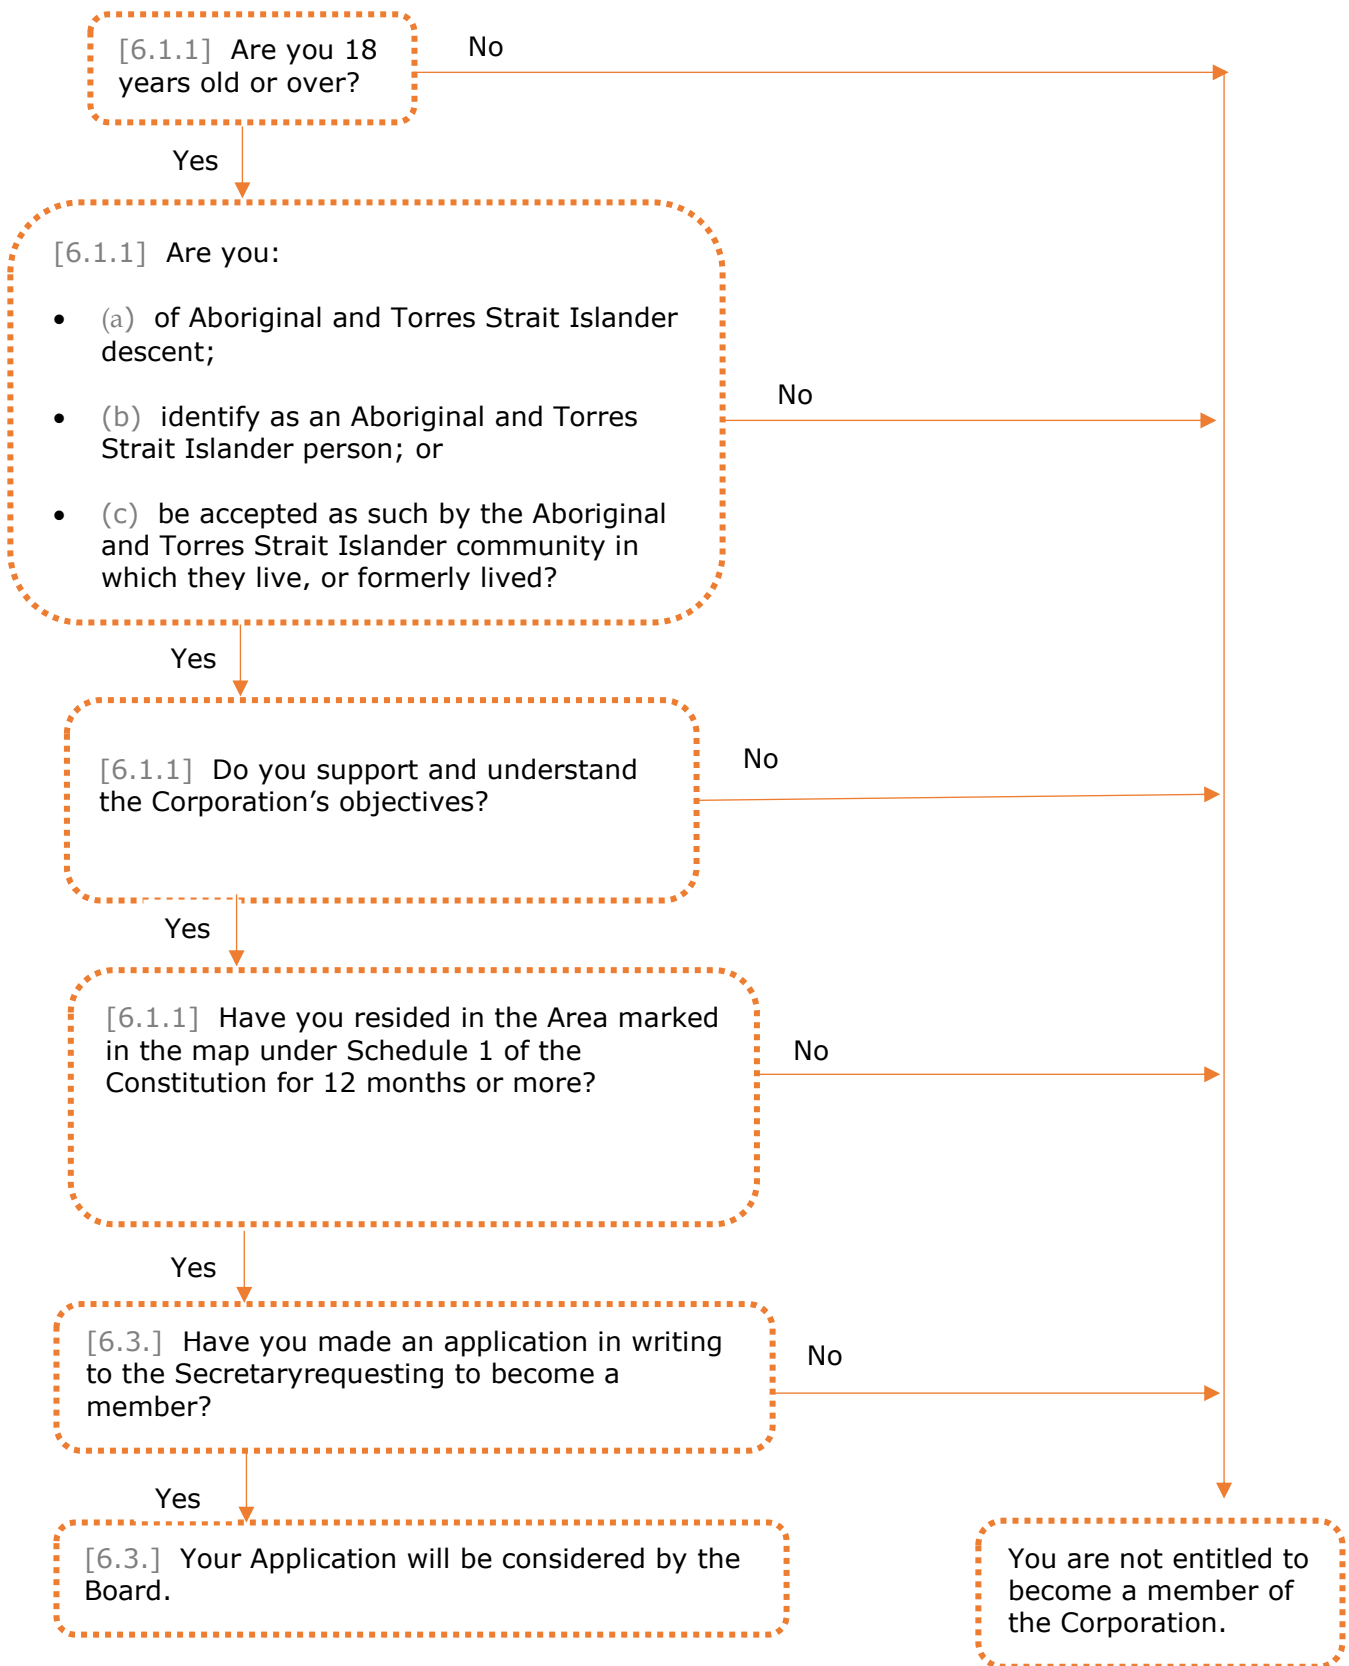 [6.1.1] Are you 18
years old or over?
No
Yes
[6.1.1] Are you:
• (a) of Aboriginal and Torres Strait Islander
descent;
• (b) identify as an Aboriginal and Torres
Strait Islander person; or
• (c) be accepted as such by the Aboriginal
and Torres Strait Islander community in
which they live, or formerly lived?
No
Yes
[6.1.1] Do you support and understand
the Corporation’s objectives?
No
Yes
[6.1.1] Have you resided in the Area marked
in the map under Schedule 1 of the
Constitution for 12 months or more?
No
Yes
[6.3.] Have you made an application in writing
to the Secretaryrequesting to become a
member?
No
Yes
[6.3.] Your Application will be considered by the
Board.
You are not entitled to
become a member of
the Corporation.